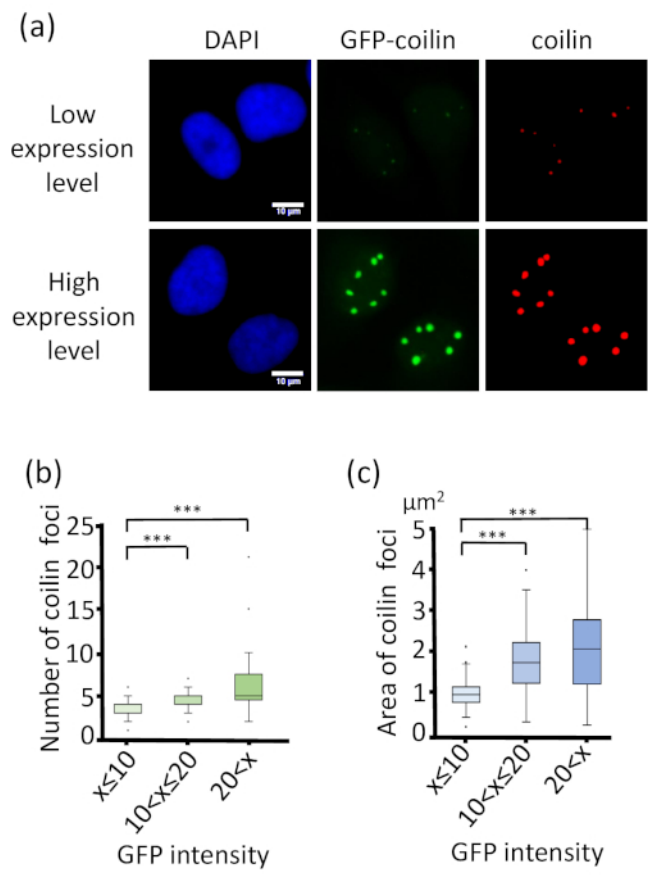 (a)
DAPI GFP-coilin coilin
Low
expression
level
10 µm
High
expression
level
10 µm
(b)
Number of coilin foci
25
20
15
10
5
0
***
***
x≤10
10<x≤20
20<x
GFP intensity
(c)
µm²
Area of coilin foci
5
4
3
2
1
0
***
***
x≤10
10<x≤20
20<x
GFP intensity